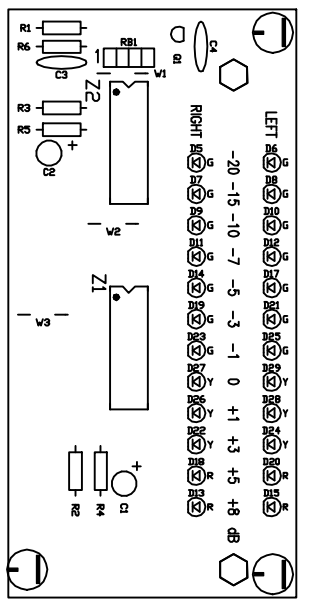 R1
R6
C3
RB1
1
W1
Q1
C4
Z2
R3
R5
+
C2
W2
RIGHT
LEFT
D5 G -20 D6 G
D7 G -15 D8 G
D9 G -10 D10 G
D11 G -7 D12 G
D14 G -5 D17 G
D19 G -3 D21 G
D23 G -1 D25 G
D27 Y 0 D29 Y
D26 Y +1 D28 Y
D22 Y +3 D24 Y
D18 R +5 D20 R
D13 R +8 D15 R
dB
Z1
W3
+
R2
R4
C1